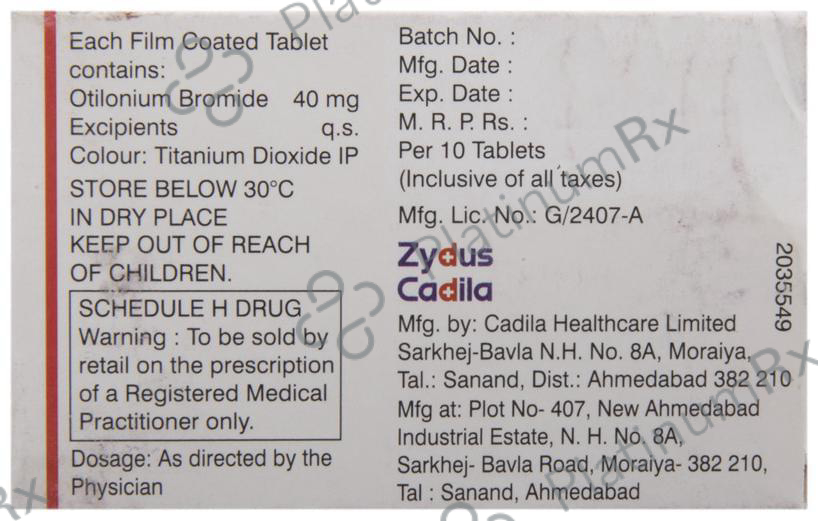 Each Film Coated Tablet
contains:
Otilonium Bromide 40 mg
Excipients q.s.
Colour: Titanium Dioxide IP
STORE BELOW 30°C
IN DRY PLACE
KEEP OUT OF REACH
OF CHILDREN.
SCHEDULE H DRUG
Warning : To be sold by
retail on the prescription
of a Registered Medical
Practitioner only.
Dosage: As directed by the
Physician
Batch No. :
Mfg. Date :
Exp. Date :
M. R. P. Rs. :
Per 10 Tablets
(Inclusive of all taxes)
Mfg. Lic. No.: G/2407-A
Zydus
Cadila
Mfg. by: Cadila Healthcare Limited
Sarkhej-Bavla N.H. No. 8A, Moraiya,
Tal.: Sanand, Dist.: Ahmedabad 382 210
Mfg at: Plot No- 407, New Ahmedabad
Industrial Estate, N. H. No. 8A,
Sarkhej- Bavla Road, Moraiya- 382 210,
Tal : Sanand, Ahmedabad
2035549
PlatinumRx
PlatinumRx
Rx